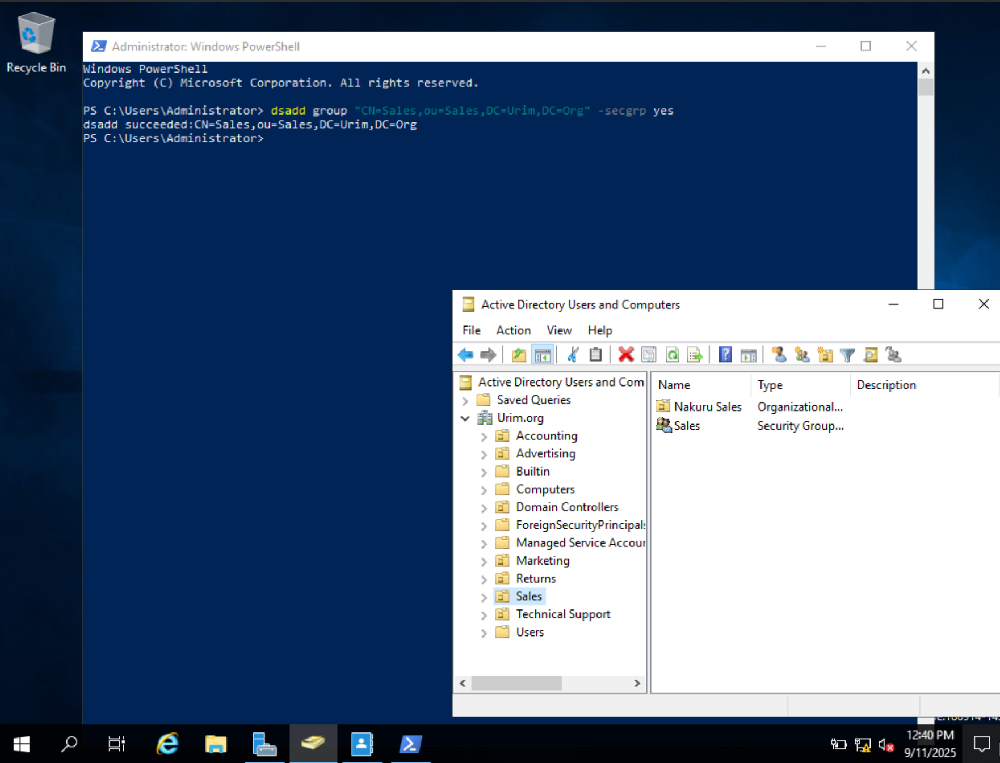 Recycle Bin
Administrator: Windows PowerShell
Windows PowerShell
Copyright (C) Microsoft Corporation. All rights reserved.
PS C:\Users\Administrator> dsadd group "CN=Sales,ou=Sales,DC=Urim,DC=Org" -secgrp yes
dsadd succeeded:CN=Sales,ou=Sales,DC=Urim,DC=Org
PS C:\Users\Administrator>
Active Directory Users and Computers
File Action View Help
Active Directory Users and Com
Saved Queries
Urim.org
Accounting
Advertising
Builtin
Computers
Domain Controllers
ForeignSecurityPrincipals
Managed Service Accour
Marketing
Returns
Sales
Technical Support
Users
Name Type Description
Nakuru Sales Organizational...
Sales Security Group...
12:40 PM
9/11/2025